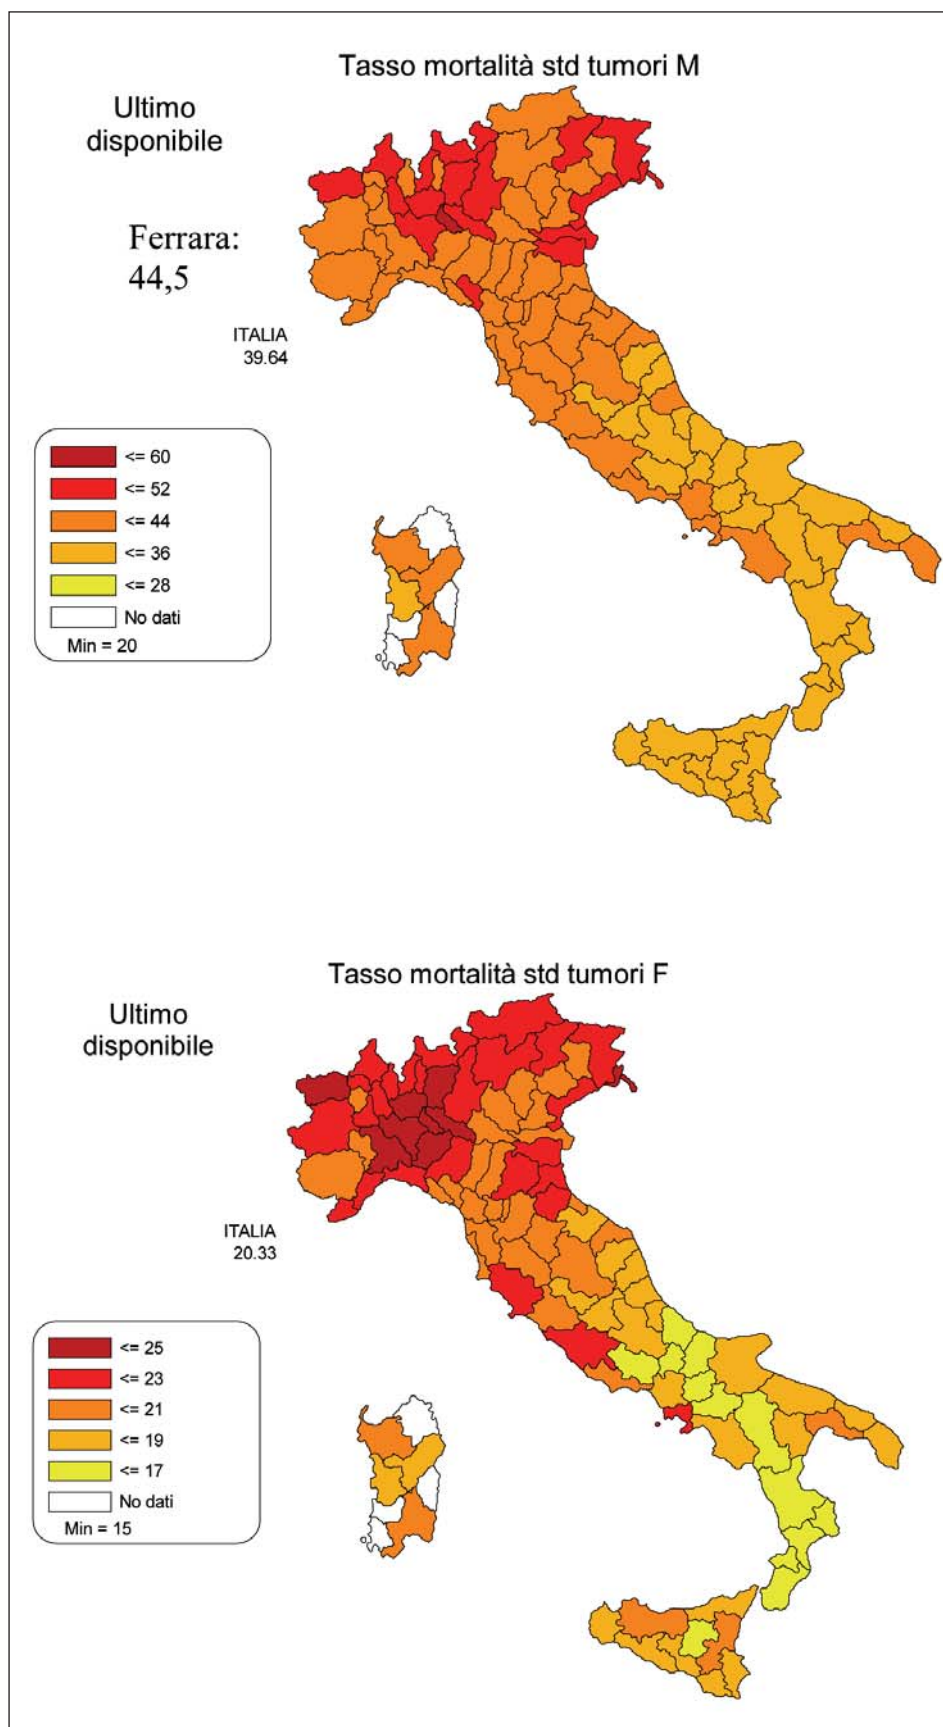 Tasso mortalità std tumori M
Ultimo
disponibile
Ferrara:
44,5
ITALIA
39.64
<= 60
<= 52
<= 44
<= 36
<= 28
No dati
Min = 20
Tasso mortalità std tumori F
Ultimo
disponibile
ITALIA
20.33
<= 25
<= 23
<= 21
<= 19
<= 17
No dati
Min = 15